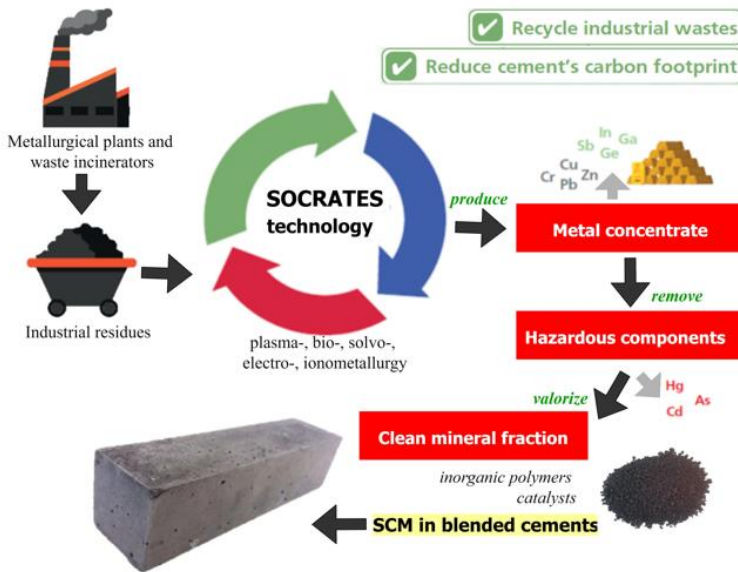 Recycle industrial wastes
Reduce cement's carbon footprint
Metallurgical plants and
waste incinerators
Industrial residues
SOCRATES
technology
plasma-, bio-, solvo-,
electro-, ionometallurgy
produce
In
Ga
Sb
Ge
Cu
Cr
Zn
Pb
Metal concentrate
remove
Hazardous components
Hg
As
Cd
valorize
Clean mineral fraction
inorganic polymers
catalysts
SCM in blended cements